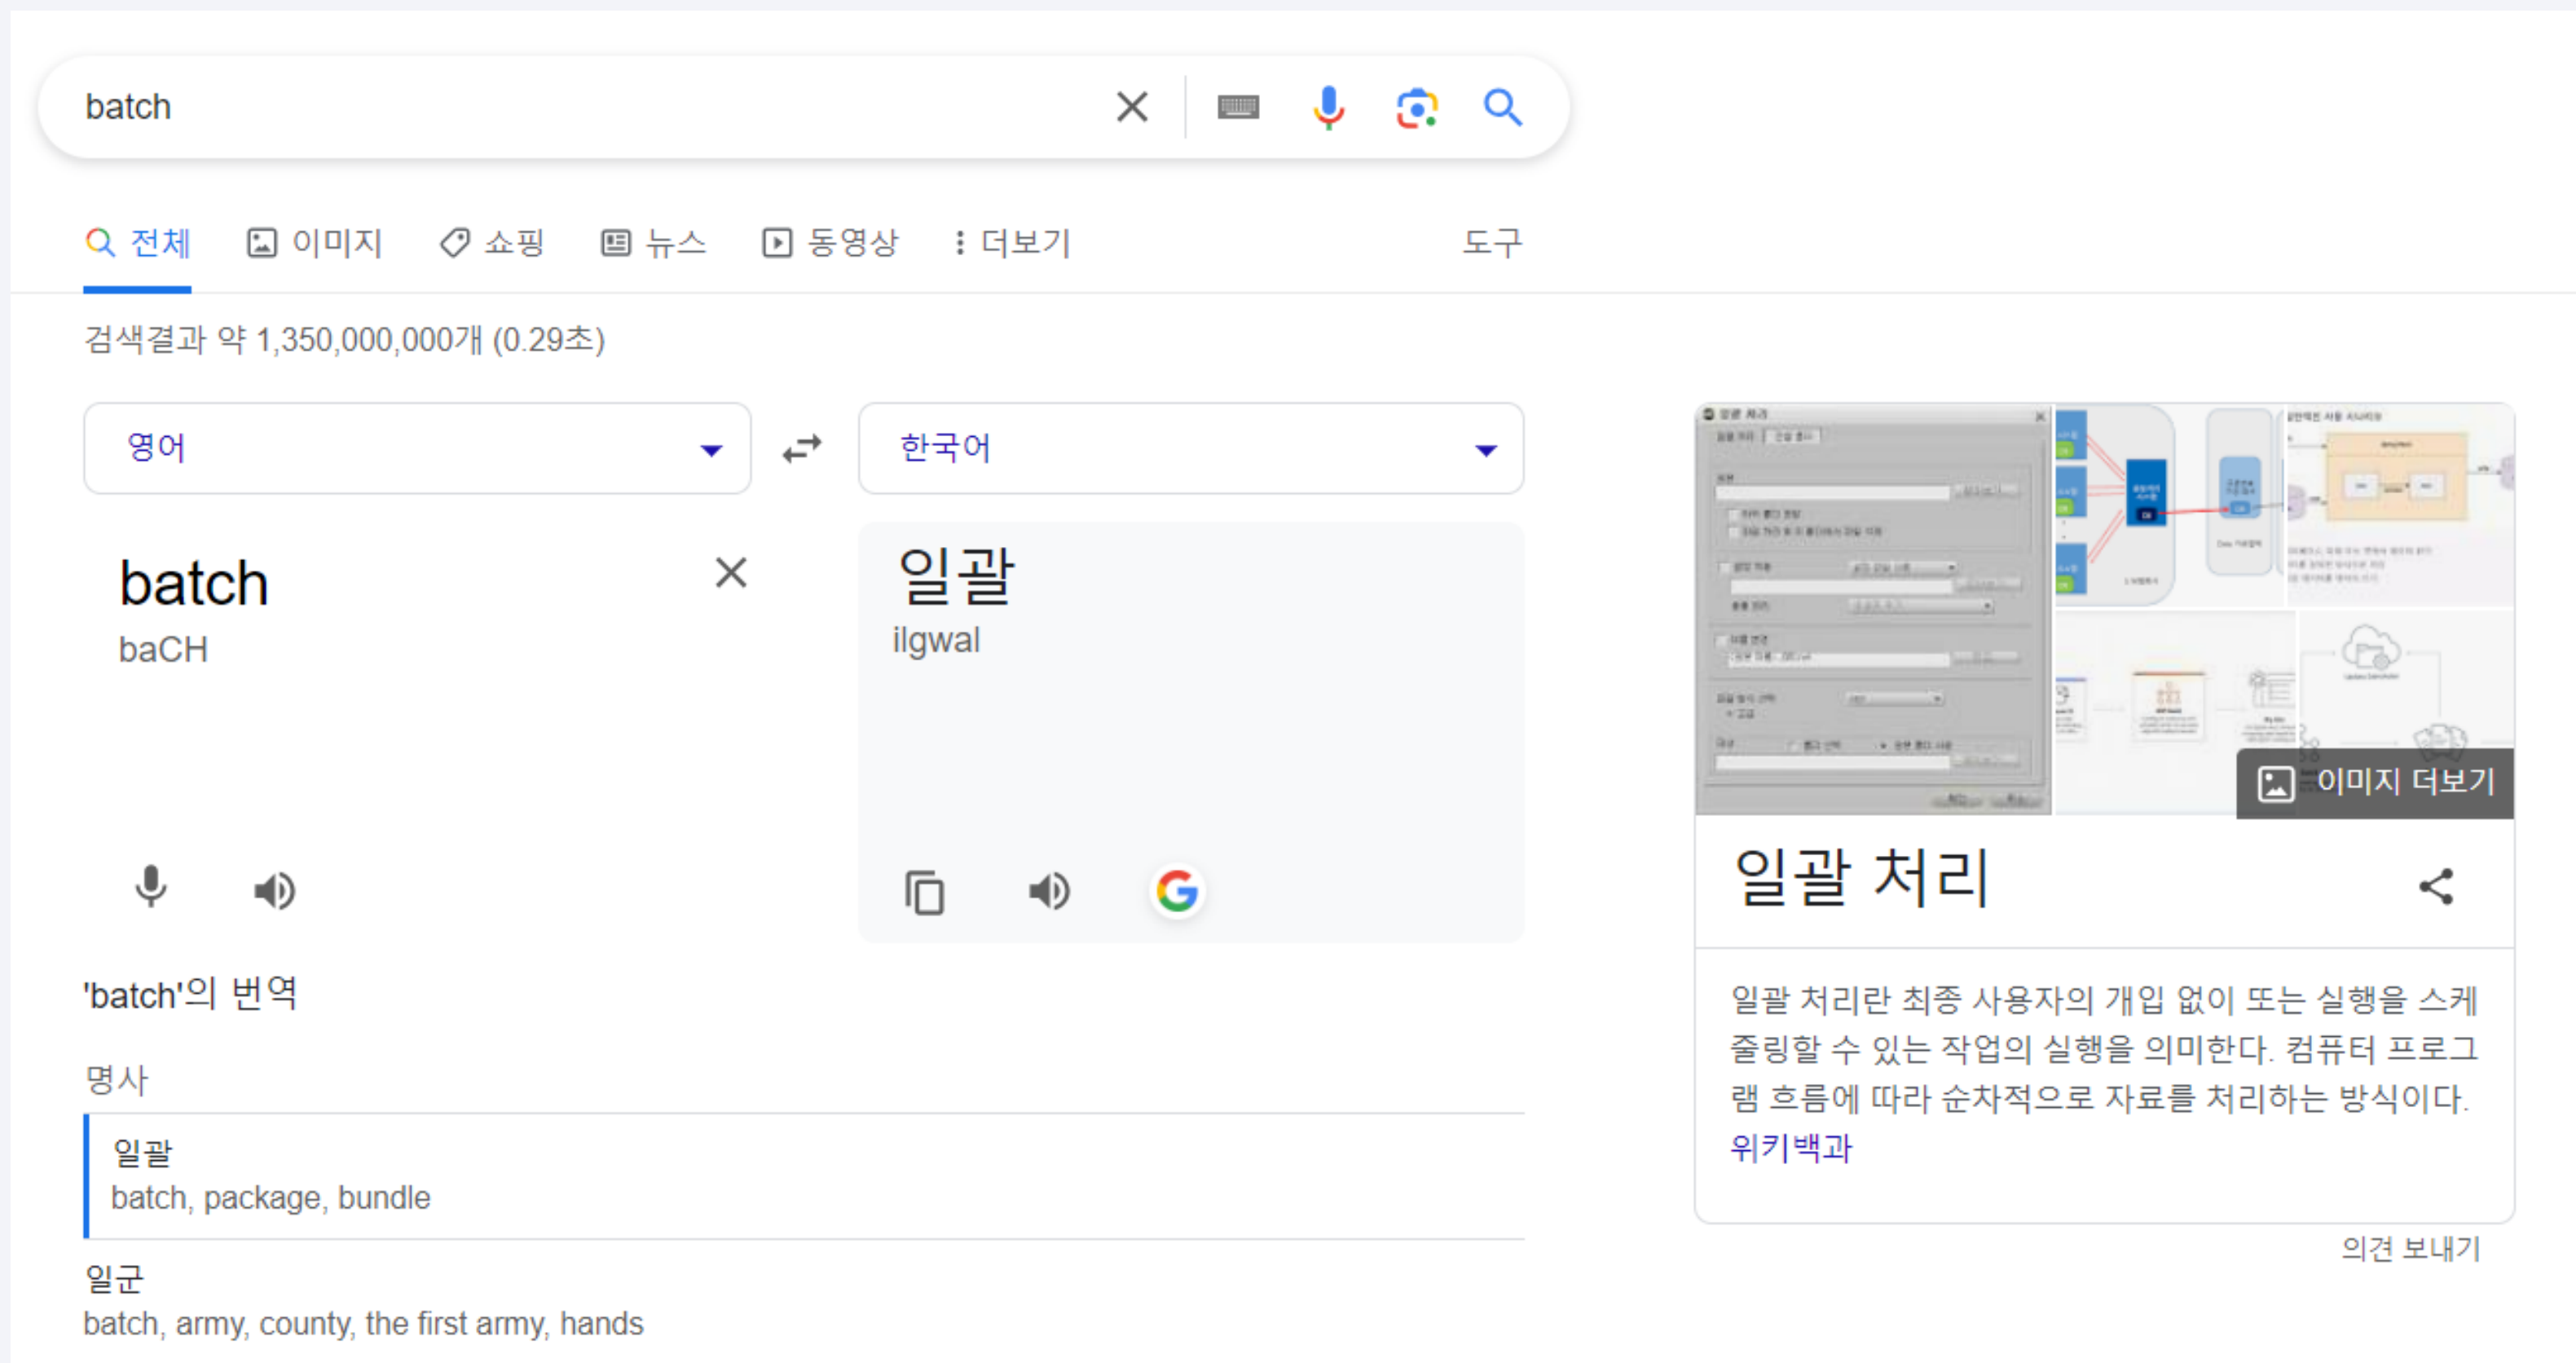 batch
전체
이미지
쇼핑
뉴스
동영상
더보기
도구
검색결과 약 1,350,000,000개 (0.29초)
영어
한국어
batch
baCH
일괄
ilgwal
'batch'의 번역
명사
일괄
batch, package, bundle
일군
batch, army, county, the first army, hands
일괄 처리
이미지 더보기
일괄 처리
일괄 처리란 최종 사용자의 개입 없이 또는 실행을 스케
줄링할 수 있는 작업의 실행을 의미한다. 컴퓨터 프로그
램 흐름에 따라 순차적으로 자료를 처리하는 방식이다.
위키백과
의견 보내기